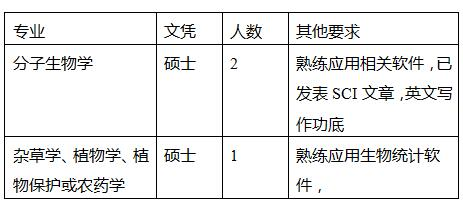 专业 文凭 人数 其他要求
分子生物学 硕士 2 熟练应用相关软件，已
发表 SCI 文章，英文写
作功底
杂草学、植物学、植 硕士 1 熟练应用生物统计软
物保护或农药学 件，